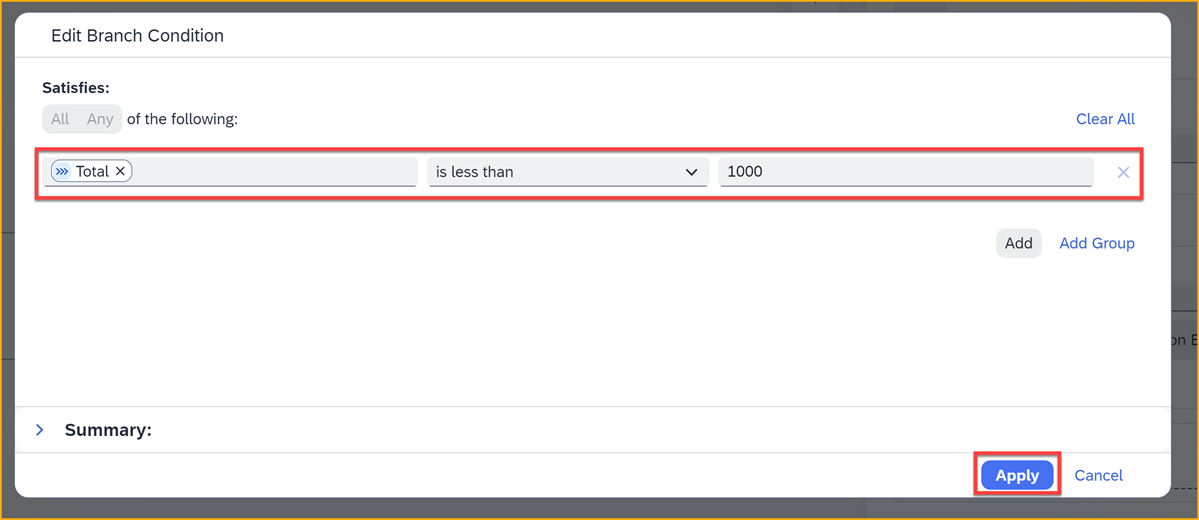 Edit Branch Condition
Satisfies:
All Any of the following: Clear All
Total is less than 1000
Add Add Group
on E
Summary:
Apply Cancel